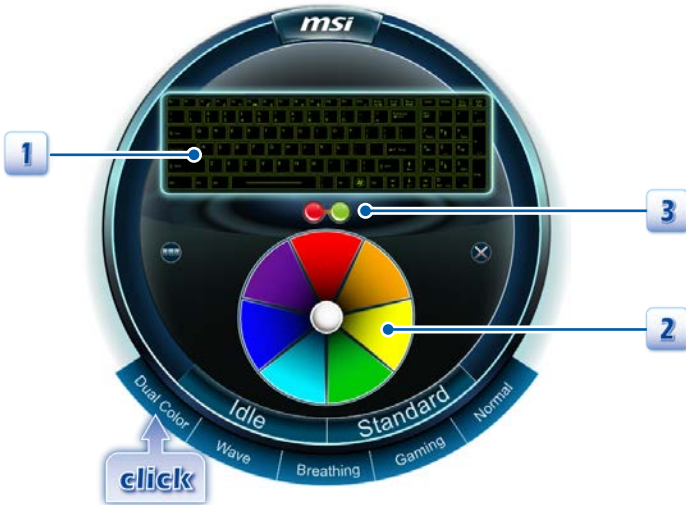 msi
1
3
2
Idle
Standard
Dual Color
Wave
Breathing
Gaming
Normal
click